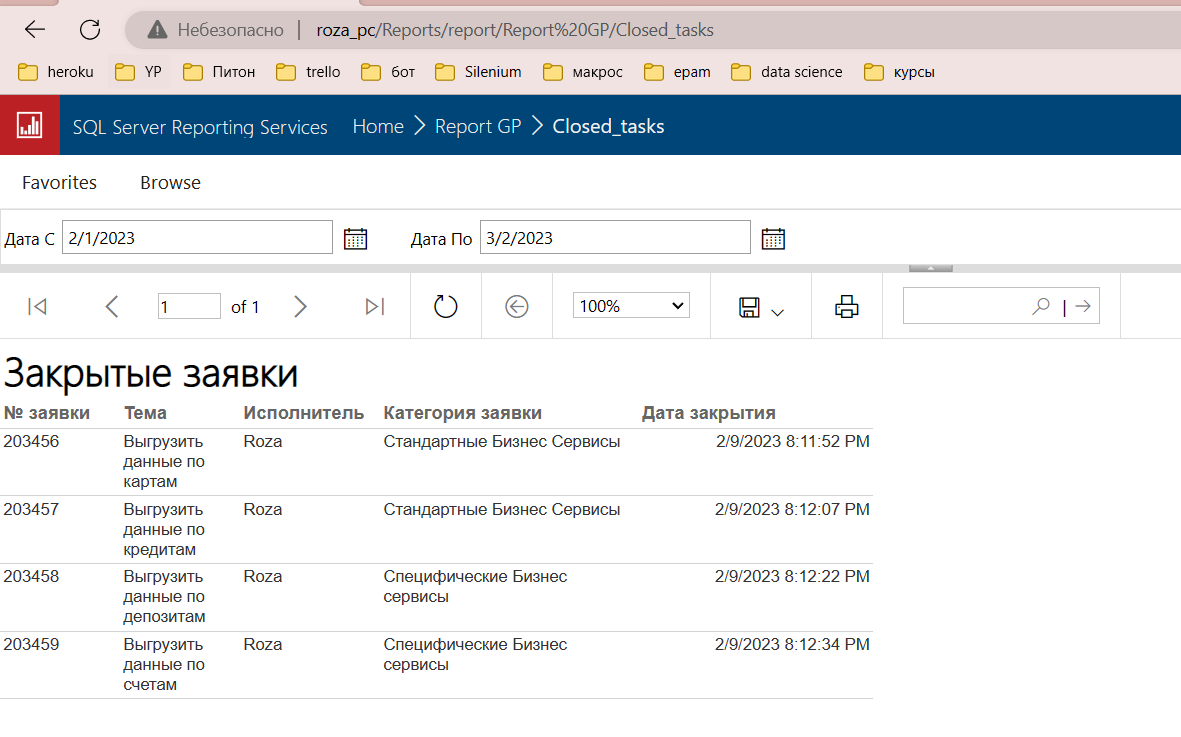 Небезопасно | roza_pc/Reports/report/Report%20GP/Closed_tasks
heroku YP Питон trello бот Silenium макрос epam data science курсы
SQL Server Reporting Services Home > Report GP > Closed_tasks
Favorites Browse
Дата С 2/1/2023 Дата По 3/2/2023
1 of 1 100%
Закрытые заявки
№ заявки Тема Исполнитель Категория заявки Дата закрытия
203456 Выгрузить Roza Стандартные Бизнес Сервисы 2/9/2023 8:11:52 PM
данные по
картам
203457 Выгрузить Roza Стандартные Бизнес Сервисы 2/9/2023 8:12:07 PM
данные по
кредитам
203458 Выгрузить Roza Специфические Бизнес 2/9/2023 8:12:22 PM
данные по сервисы
депозитам
203459 Выгрузить Roza Специфические Бизнес 2/9/2023 8:12:34 PM
данные по сервисы
счетам